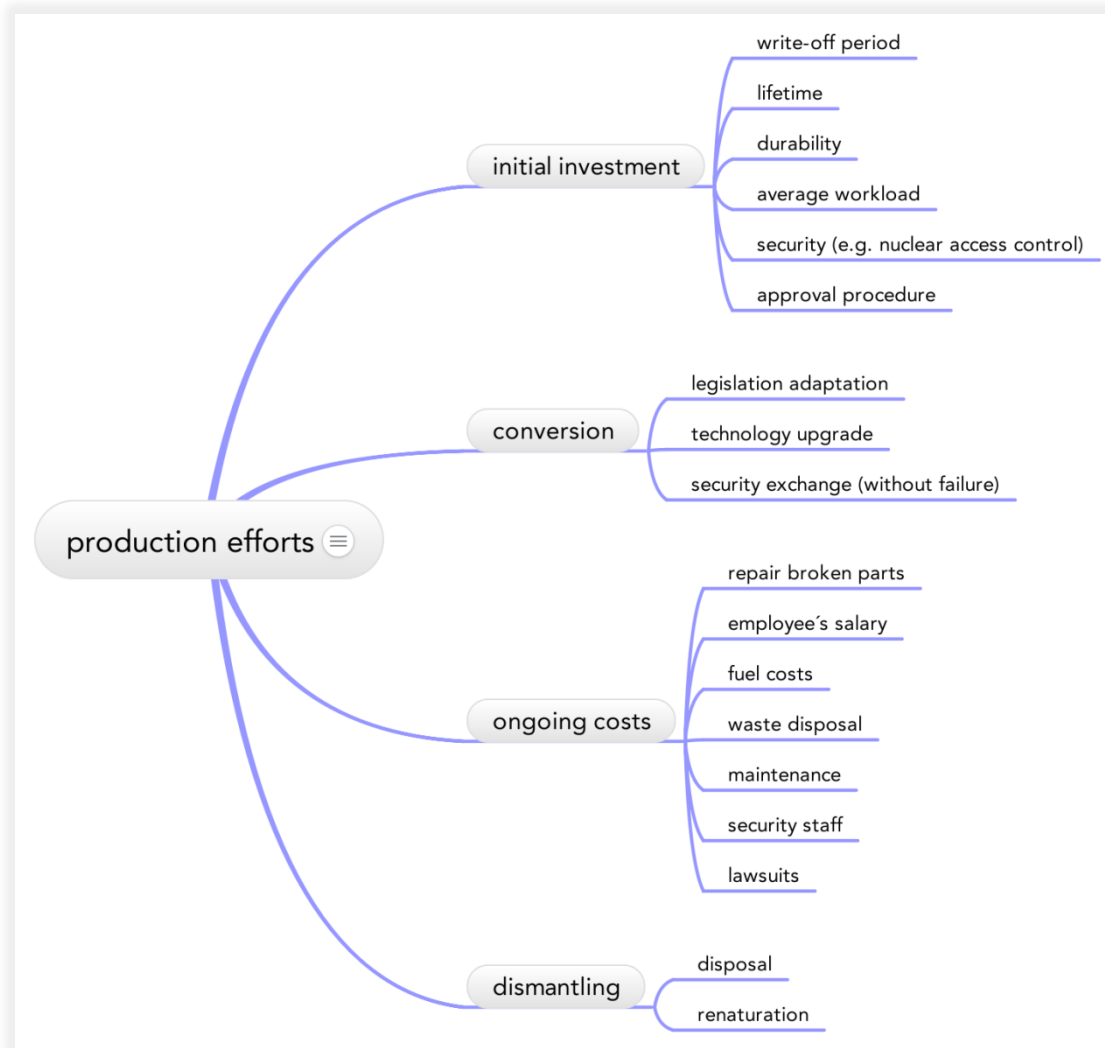 production efforts
initial investment
write-off period
lifetime
durability
average workload
security (e.g. nuclear access control)
approval procedure
conversion
legislation adaptation
technology upgrade
security exchange (without failure)
ongoing costs
repair broken parts
employee´s salary
fuel costs
waste disposal
maintenance
security staff
lawsuits
dismantling
disposal
renaturation